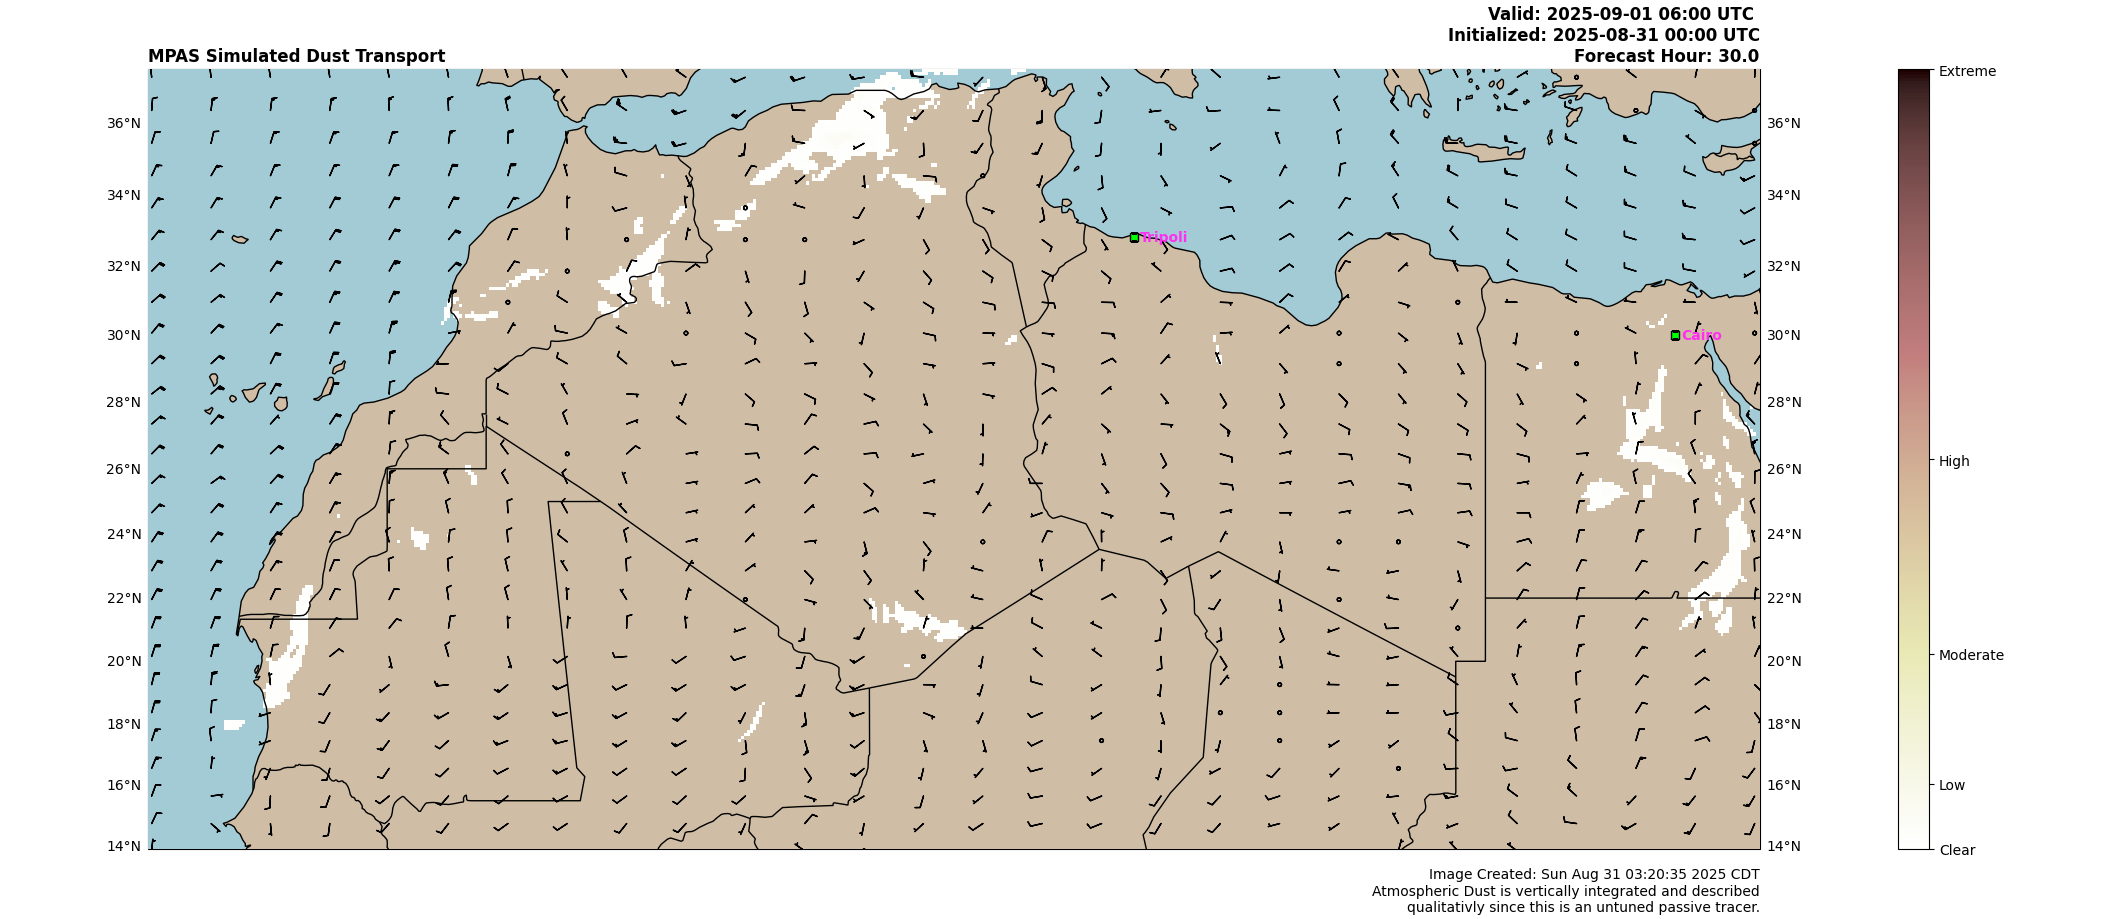 Valid: 2025-09-01 06:00 UTC
Initialized: 2025-08-31 00:00 UTC
MPAS Simulated Dust Transport
Forecast Hour: 30.0
Extreme
36°N
36°N
34°N
34°N
Tripoli
32°N
32°N
30°N
Cairo
30°N
28°N
28°N
26°N
26°N
High
24°N
24°N
22°N
22°N
20°N
20°N
Moderate
18°N
18°N
16°N
16°N
Low
14°N
14°N
Clear
Image Created: Sun Aug 31 03:20:35 2025 CDT
Atmospheric Dust is vertically integrated and described
qualitativly since this is an untuned passive tracer.